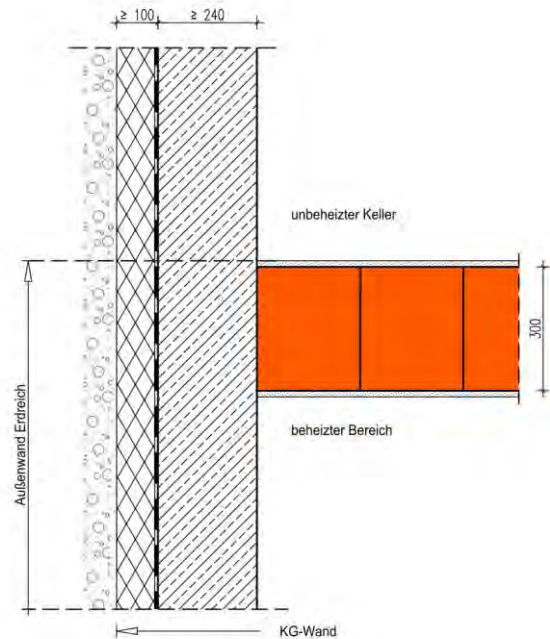 ≥ 100
≥ 240
unbeheizter Keller
300
beheizter Bereich
Außenwand Erdreich
KG-Wand